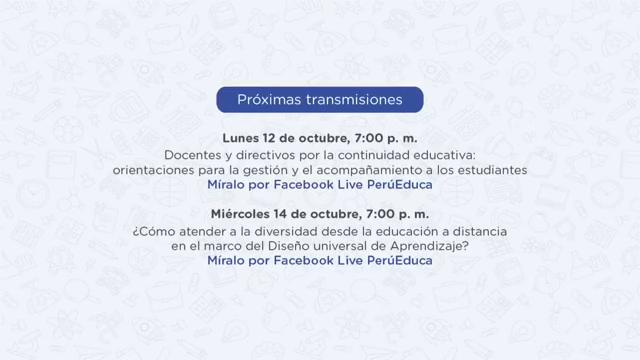 Próximas transmisiones
Lunes 12 de octubre, 7:00 p. m.
Docentes y directivos por la continuidad educativa:
orientaciones para la gestión y el acompañamiento a los estudiantes
Míralo por Facebook Live PerúEduca
Miércoles 14 de octubre, 7:00 p. m.
¿Cómo atender a la diversidad desde la educación a distancia
en el marco del Diseño universal de Aprendizaje?
Míralo por Facebook Live PerúEduca